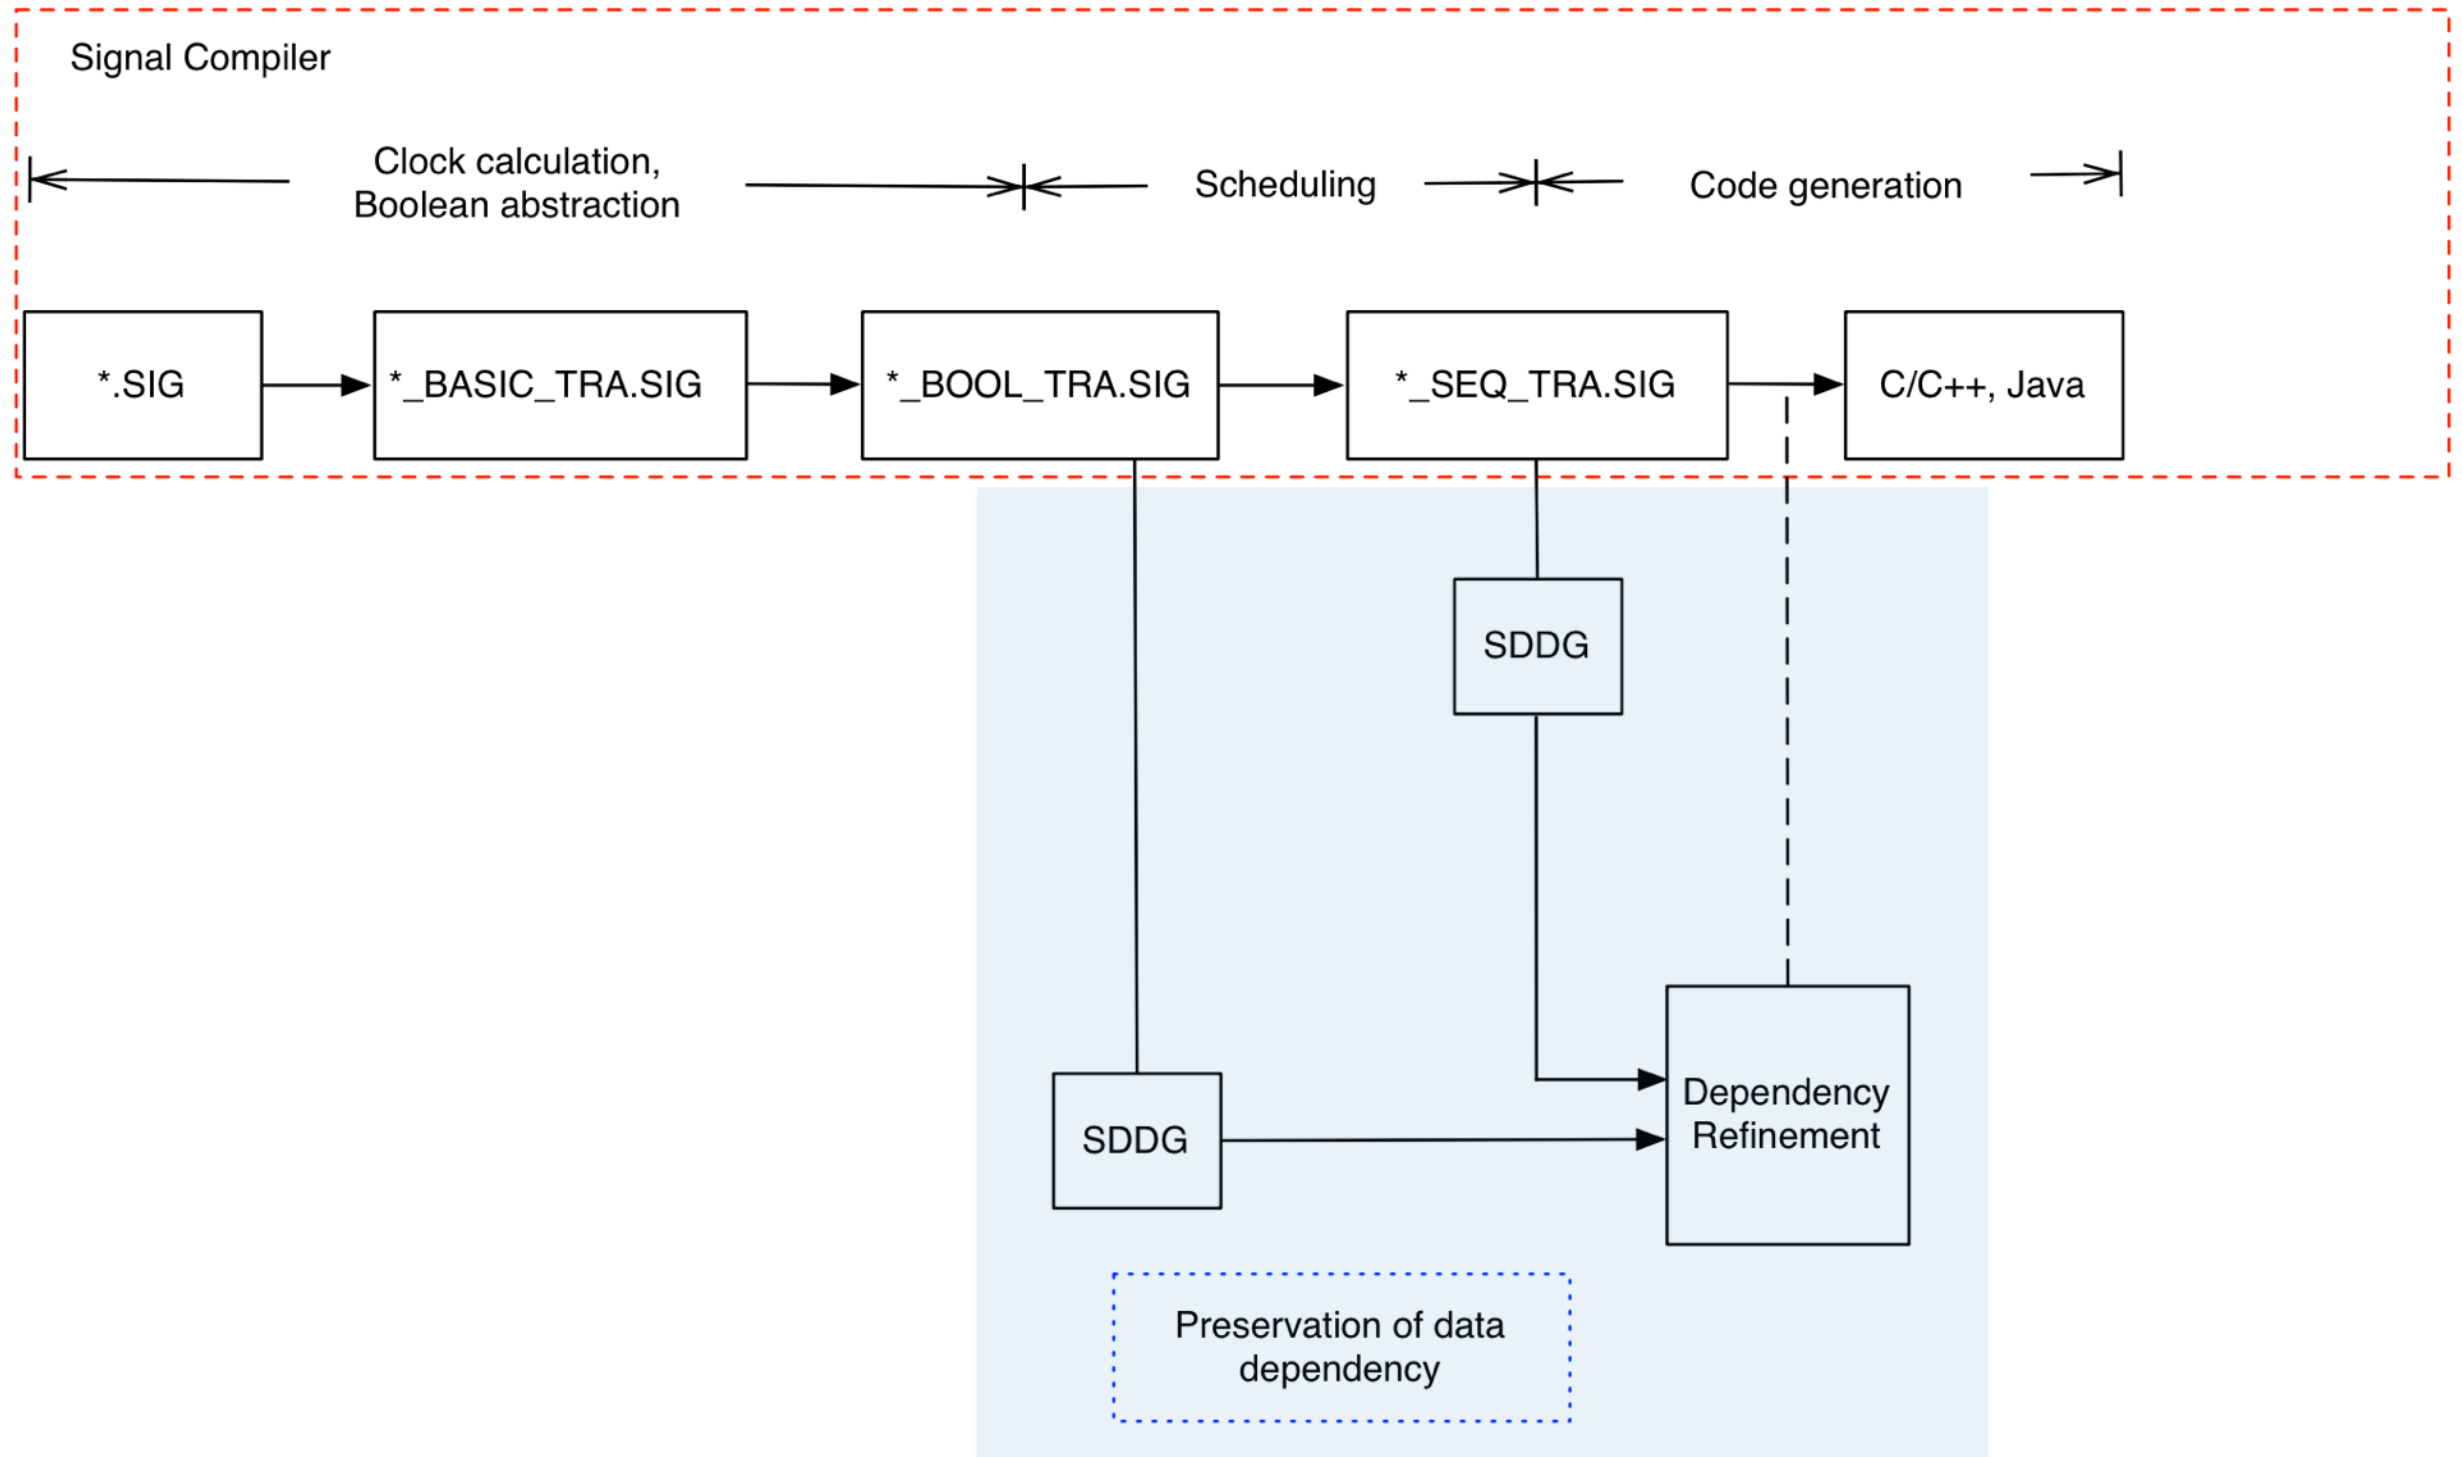 Signal Compiler
Clock calculation,
Boolean abstraction
Scheduling
Code generation
*.SIG
*_BASIC_TRA.SIG
*_BOOL_TRA.SIG
*_SEQ_TRA.SIG
C/C++, Java
SDDG
Dependency
Refinement
SDDG
Preservation of data
dependency